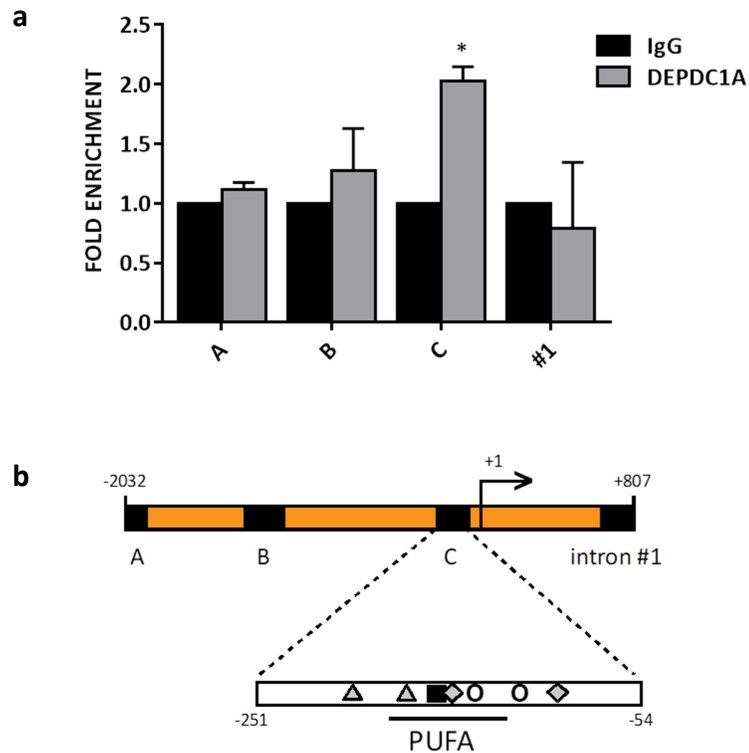 a
FOLD ENRICHMENT
2.5
2.0
1.5
1.0
0.5
0.0
*
IgG
DEPDC1A
A
B
C
#1
b
-2032
+1
+807
A
B
C
intron #1
O
O
-251
-54
PUFA